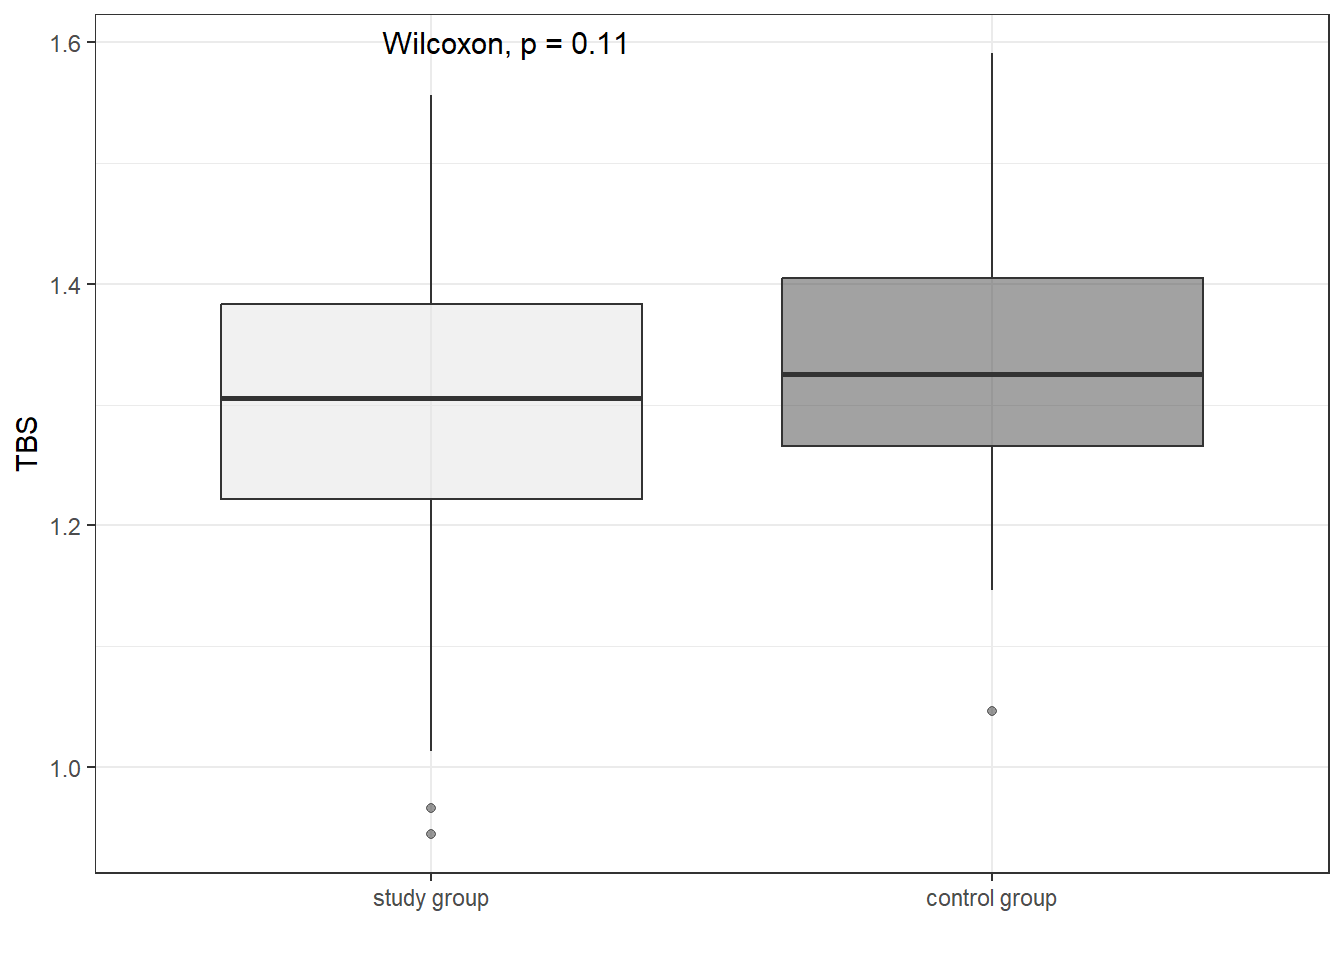 Wilcoxon, p = 0.11
1.6
1.4
1.2
1.0
TBS
study group
control group